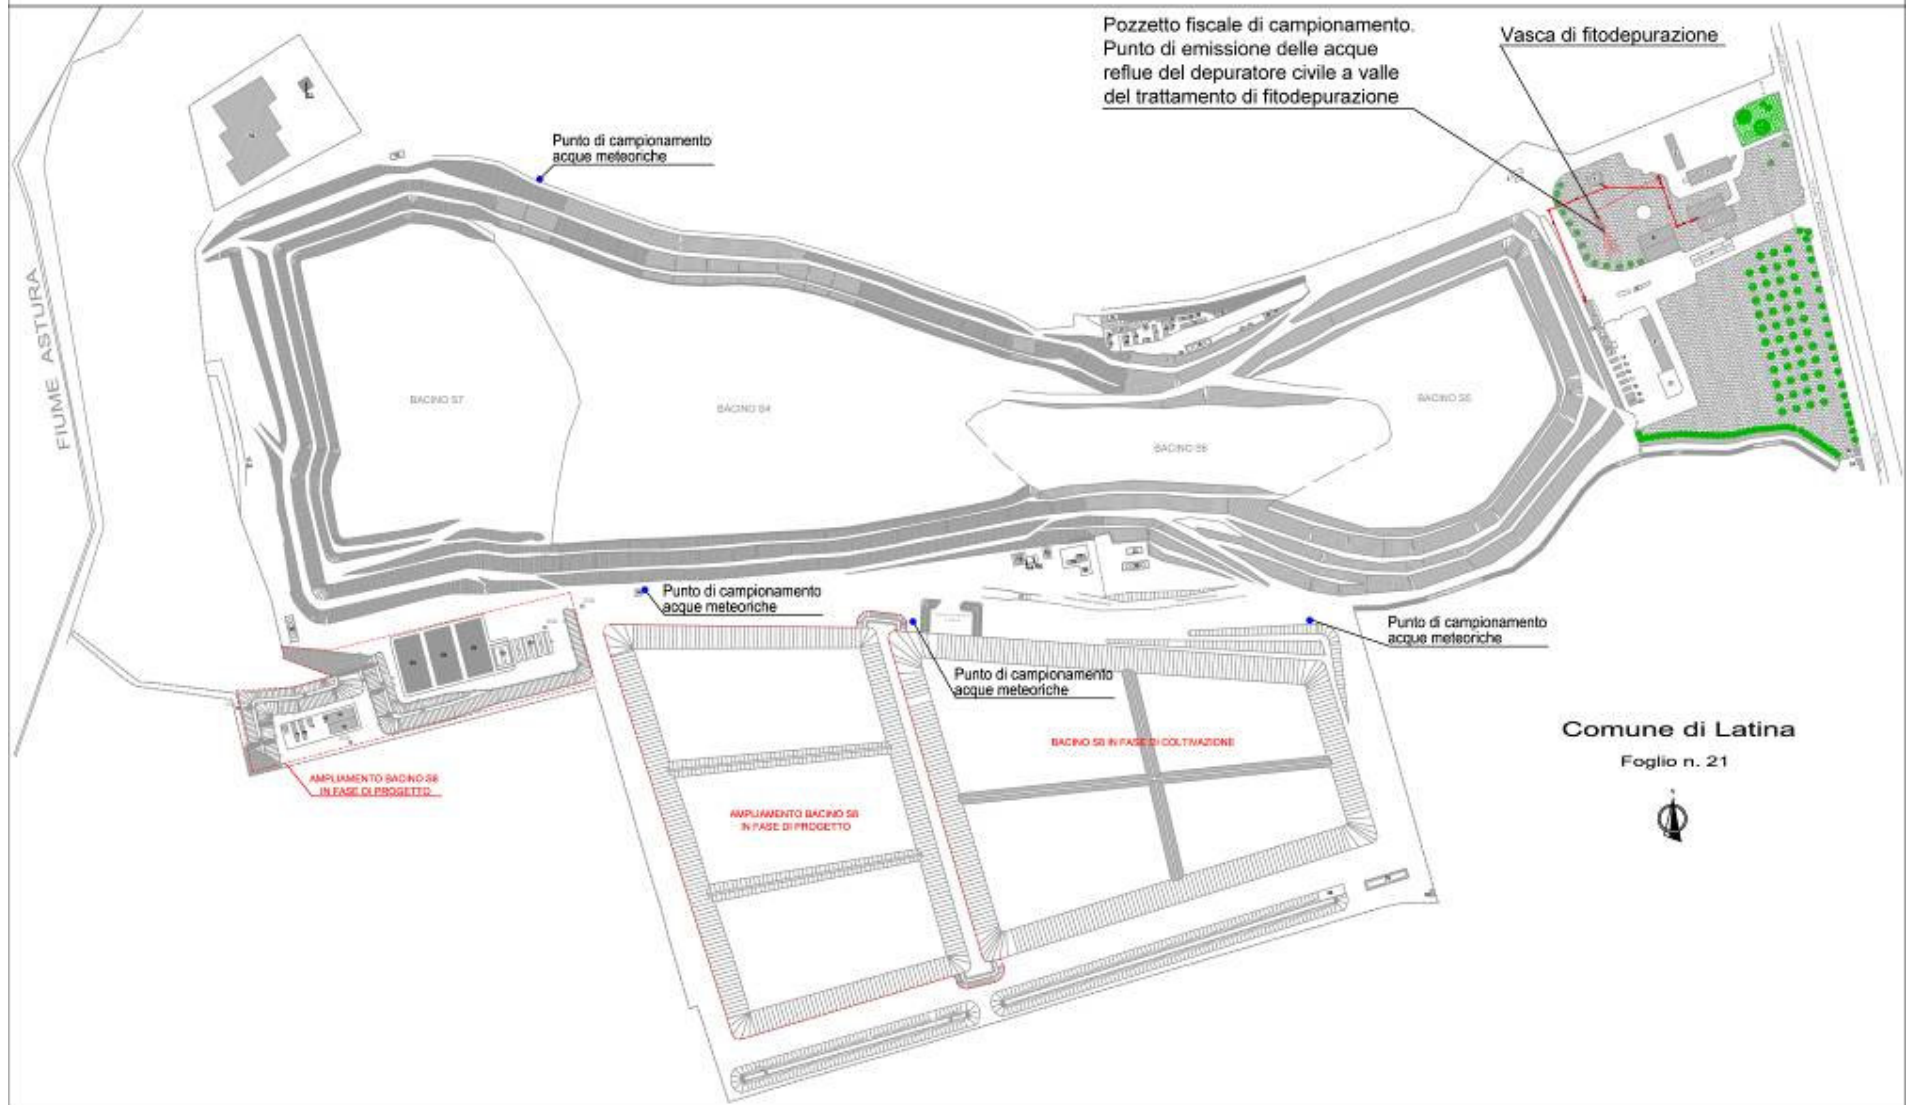 Pozzetto fiscale di campionamento.
Punto di emissione delle acque
reflue del depuratore civile a valle
del trattamento di fitodepurazione
Vasca di fitodepurazione
Punto di campionamento
acque meteoriche
FIUME ASTURA
BACINO S7
BACINO S4
BACINO S5
BACINO S6
Punto di campionamento
acque meteoriche
Punto di campionamento
acque meteoriche
Punto di campionamento
acque meteoriche
BACINO S8 IN FASE DI COLTIVAZIONE
AMPLIAMENTO BACINO S8
IN FASE DI PROGETTO
AMPLIAMENTO BACINO S8
IN FASE DI PROGETTO
Comune di Latina
Foglio n. 21